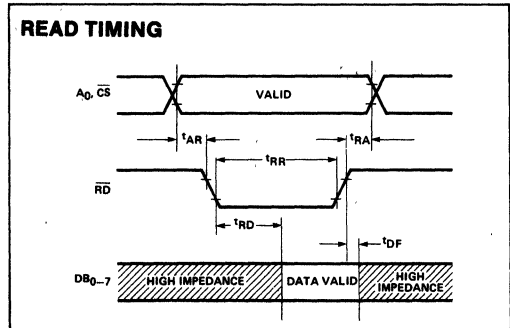 READ TIMING
A0, CS
VALID
tAR
tRR
tRA
RD
tRD
tDF
DB0–7
HIGH IMPEDANCE
DATA VALID
HIGH
IMPEDANCE